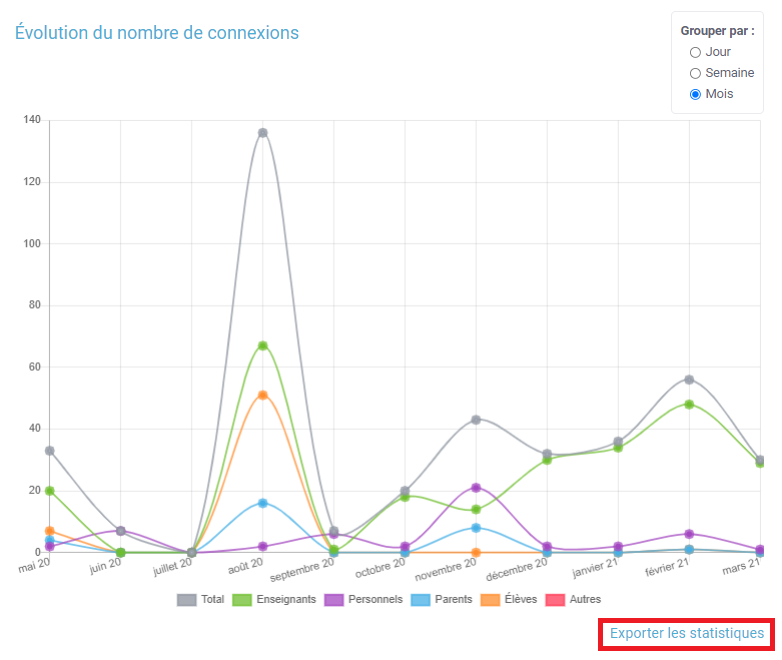 Évolution du nombre de connexions
Grouper par :
Jour
Semaine
Mois
140
120
100
80
60
40
20
0
mai 20 juin 20 juillet 20 août 20 septembre 20 octobre 20 novembre 20 décembre 20 janvier 21 février 21 mars 21
Total Enseignants Personnels Parents Élèves Autres
Exporter les statistiques